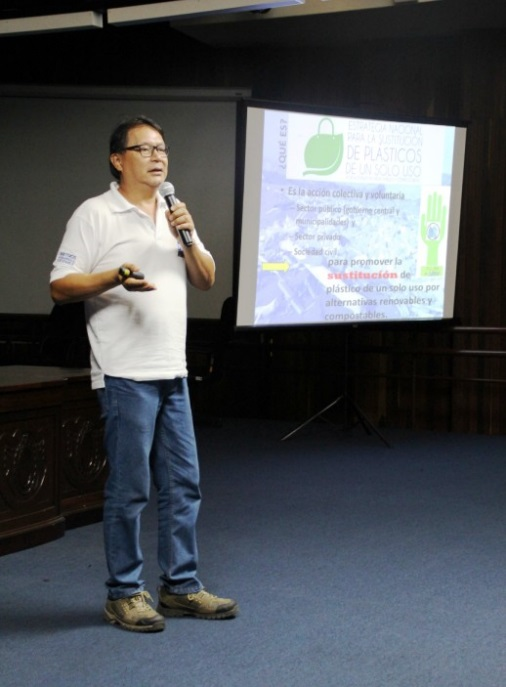 ¿QUÉ ES?
ESTRATEGIA NACIONAL
PARA LA SUSTITUCIÓN
DE PLÁSTICOS
DE UN SOLO USO
• Es la acción colectiva y voluntaria
– Sector público (gobierno central y
municipalidades) y
– Sector privado
– Sociedad civil
para promover la
sustitución de
plástico de un solo uso por
alternativas renovables y
compostables.